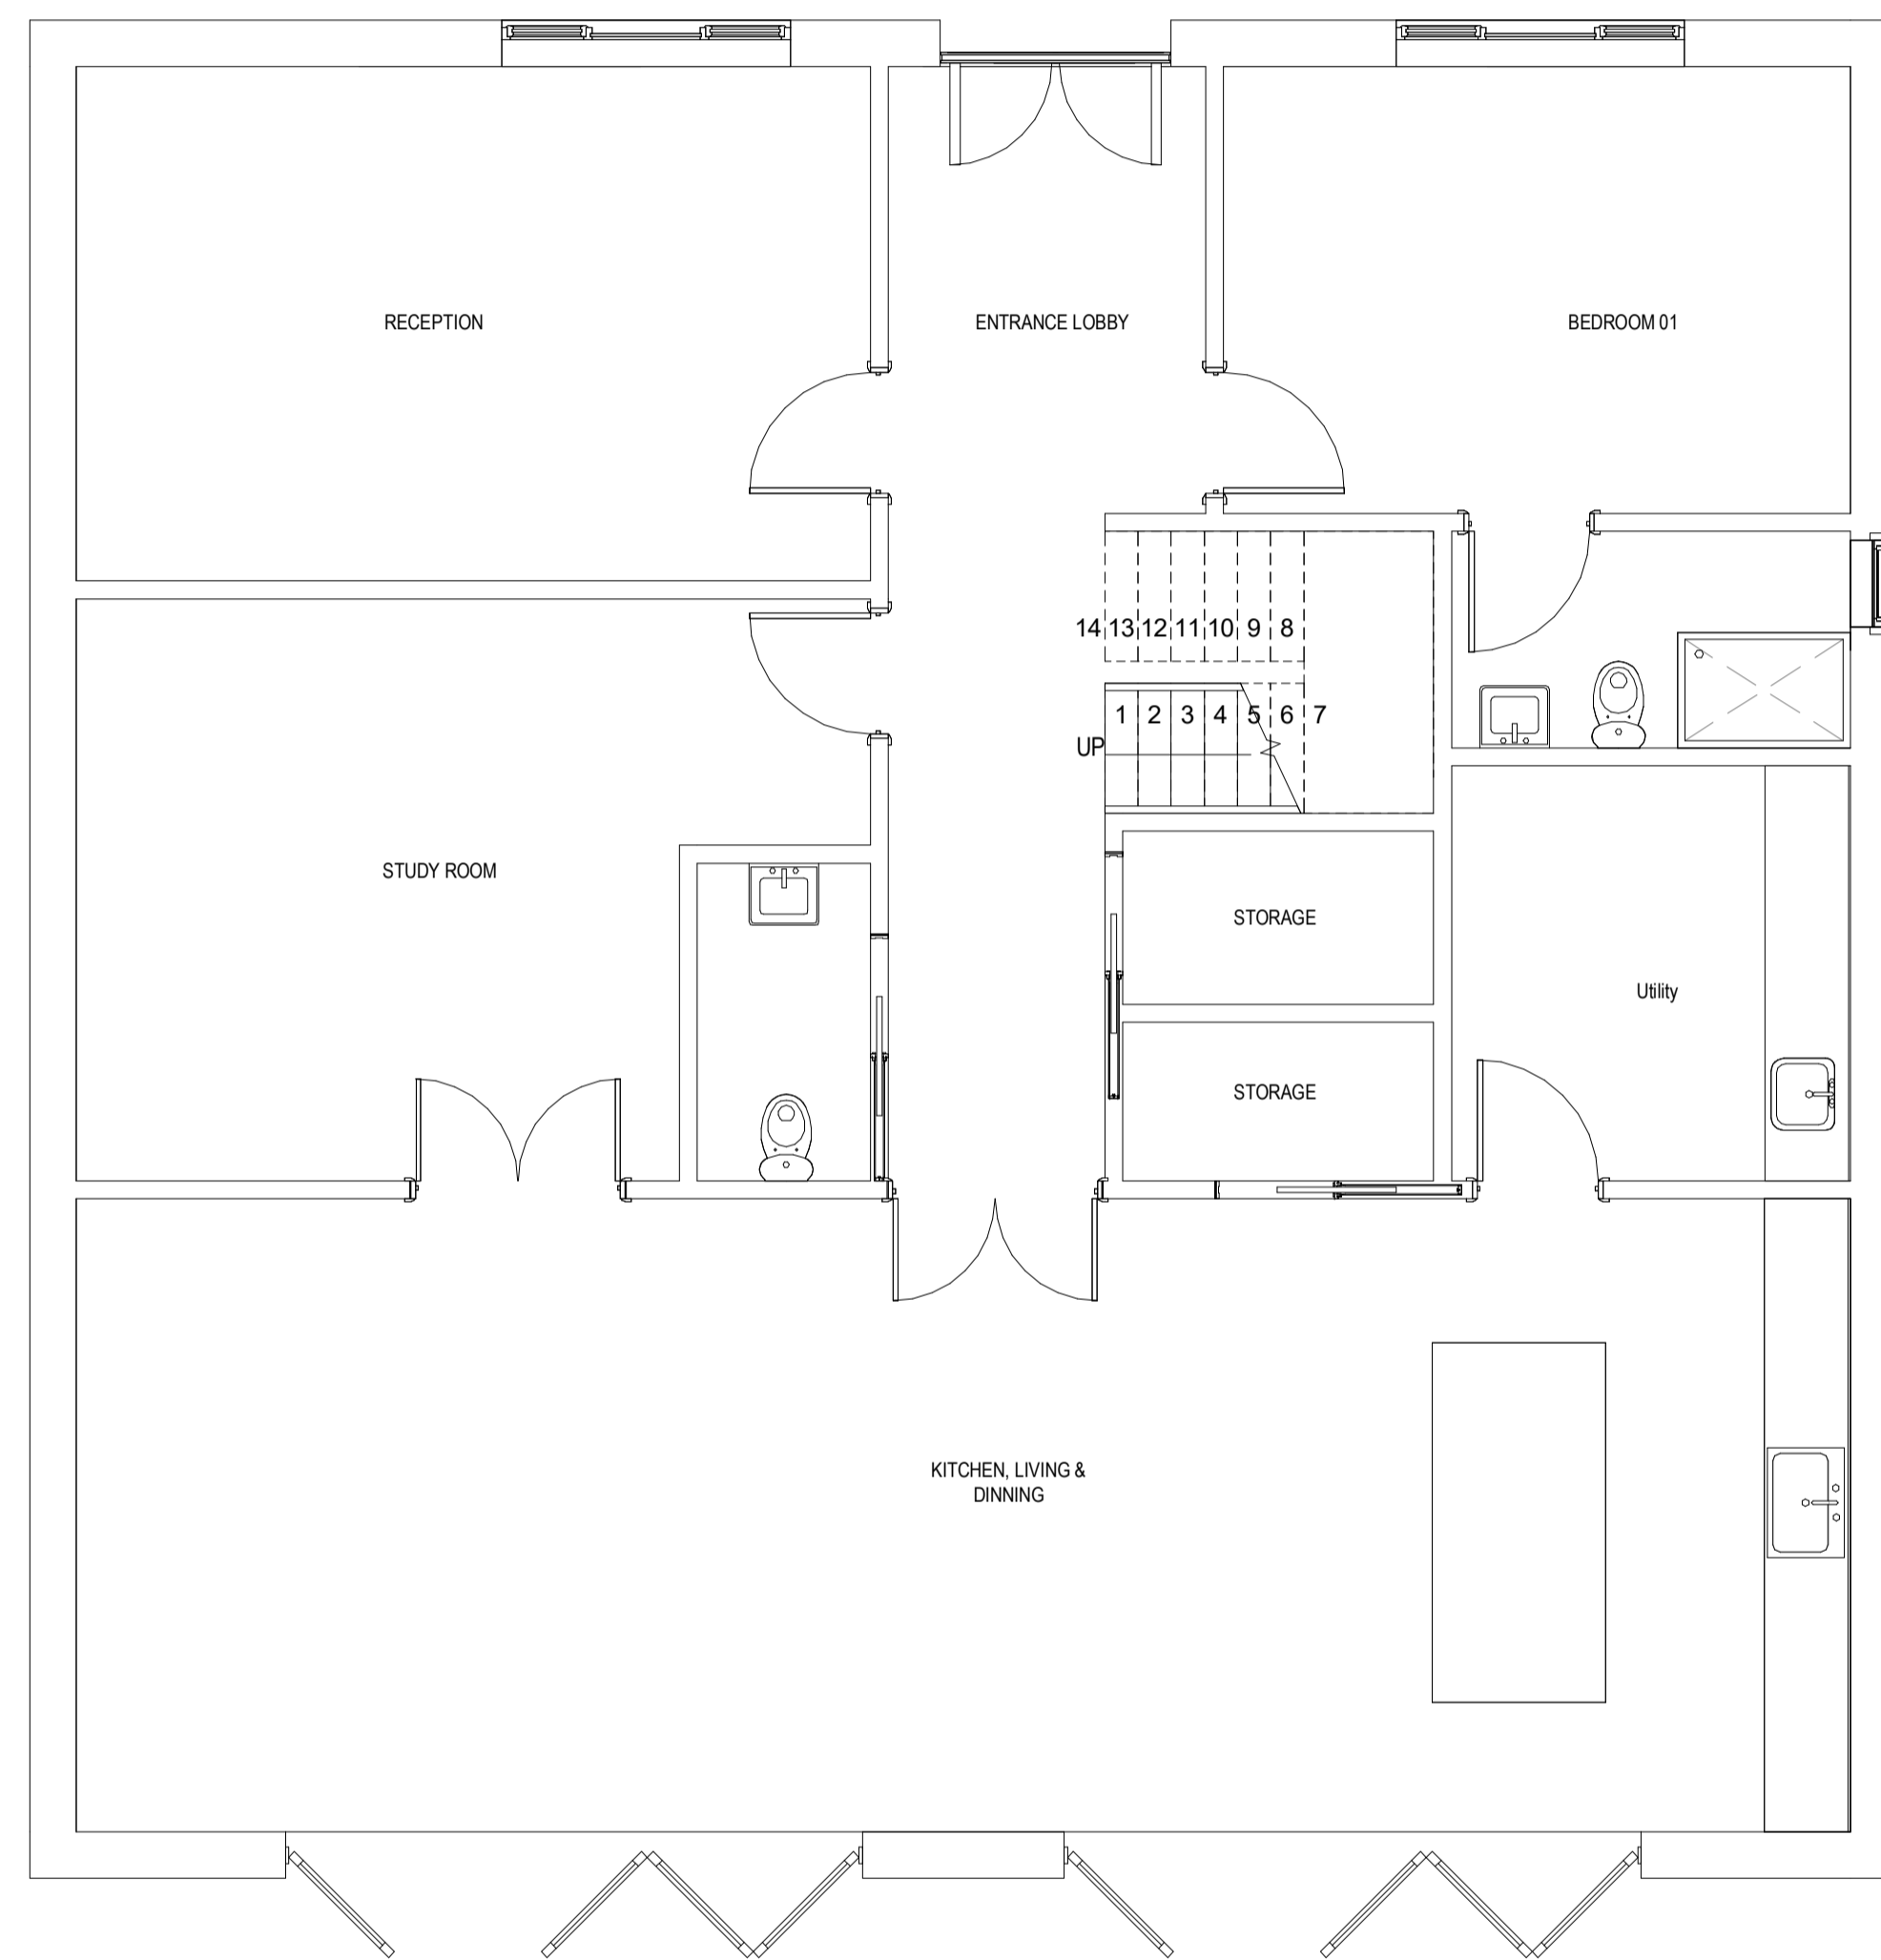 RECEPTION
ENTRANCE LOBBY
BEDROOM 01
14 13 12 11 10 9 8
1 2 3 4 5 6 7
UP
STUDY ROOM
STORAGE
Utility
STORAGE
KITCHEN, LIVING &
DINNING